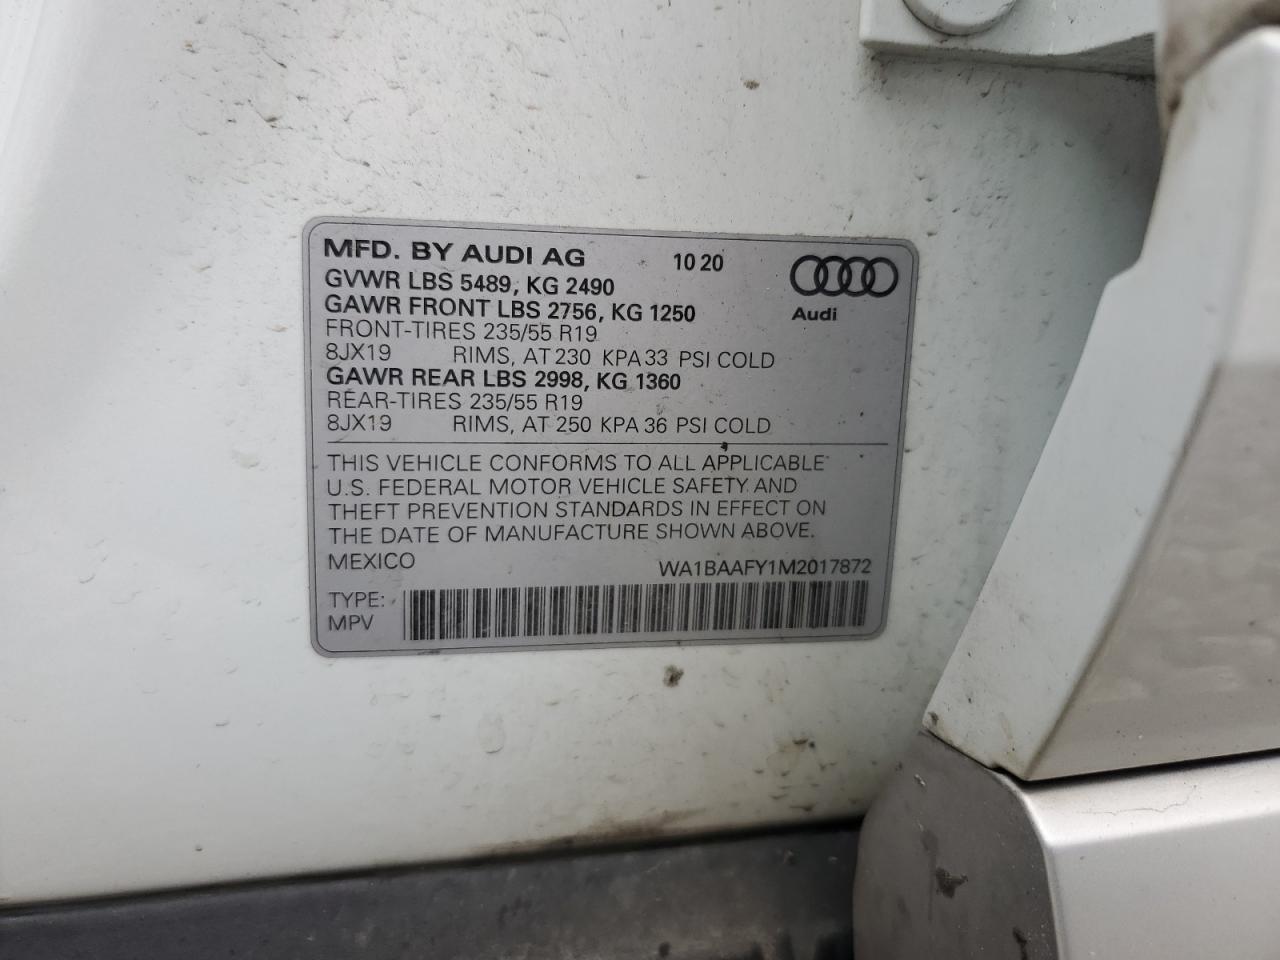 MFD. BY AUDI AG 10 20
GVWR LBS 5489, KG 2490
GAWR FRONT LBS 2756, KG 1250
Audi
FRONT-TIRES 235/55 R19
8JX19 RIMS, AT 230 KPA 33 PSI COLD
GAWR REAR LBS 2998, KG 1360
REAR-TIRES 235/55 R19
8JX19 RIMS, AT 250 KPA 36 PSI COLD
THIS VEHICLE CONFORMS TO ALL APPLICABLE
U.S. FEDERAL MOTOR VEHICLE SAFETY AND
THEFT PREVENTION STANDARDS IN EFFECT ON
THE DATE OF MANUFACTURE SHOWN ABOVE.
MEXICO WA1BAAFY1M2017872
TYPE:
MPV